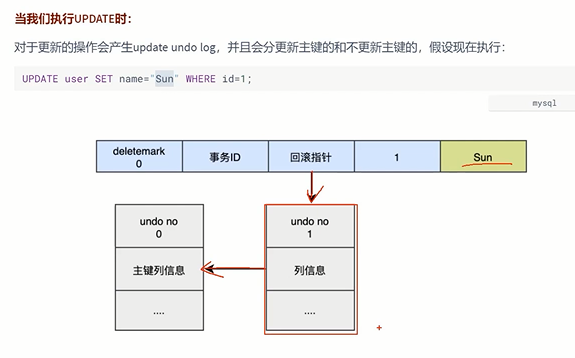 当我们执行UPDATE时：
对于更新的操作会产生update undo log，并且会分更新主键的和不更新主键的，假设现在执行：
UPDATE user SET name="Sun" WHERE id=1;
mysql
deletemark
0
事务ID
回滚指针
1
Sun
undo no
0
undo no
1
主键列信息
列信息
....
....